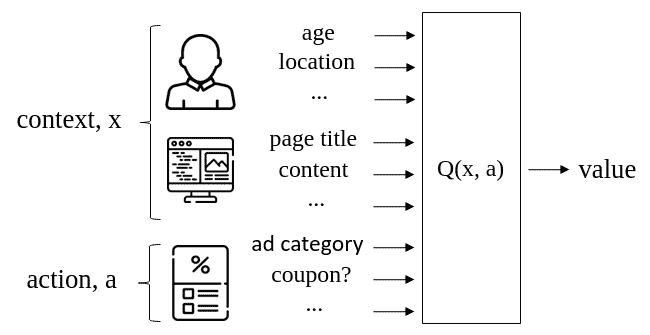 context, x
age
location
...
page title
content
...
action, a
%
ad category
coupon?
...
Q(x, a)
value